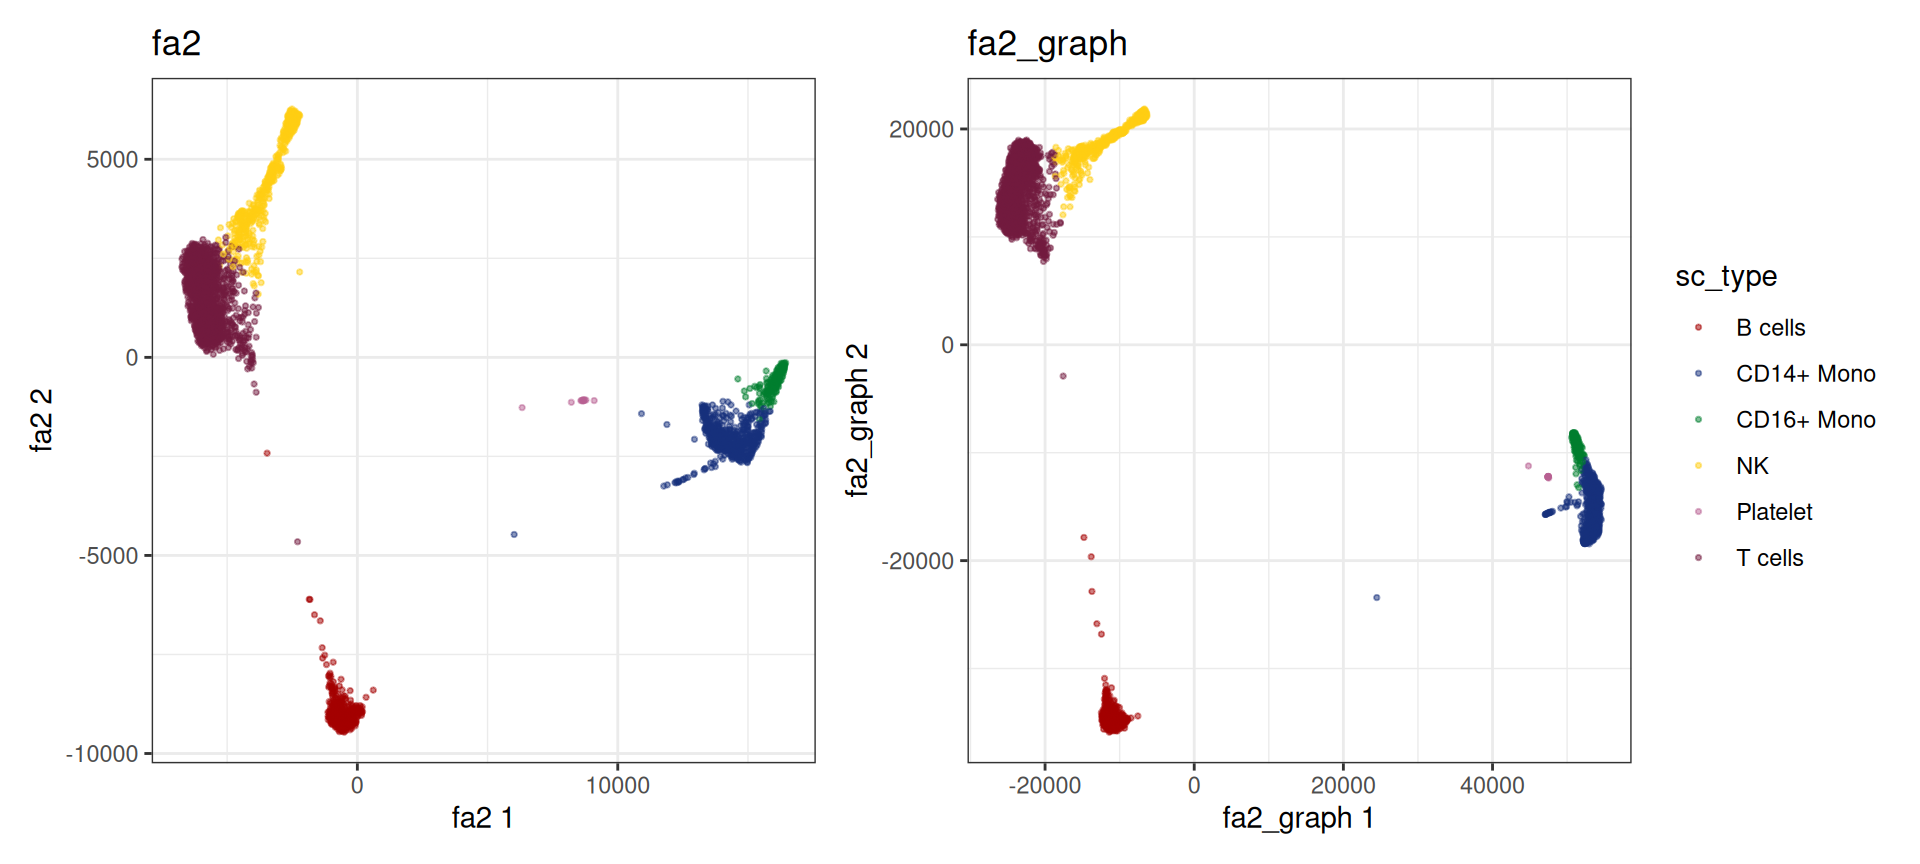 fa2
5000
0
-5000
-10000
0
10000
fa2 1
fa2 2
fa2_graph
20000
0
-20000
-20000
0
20000
40000
fa2_graph 1
fa2_graph 2
sc_type
B cells
CD14+ Mono
CD16+ Mono
NK
Platelet
T cells